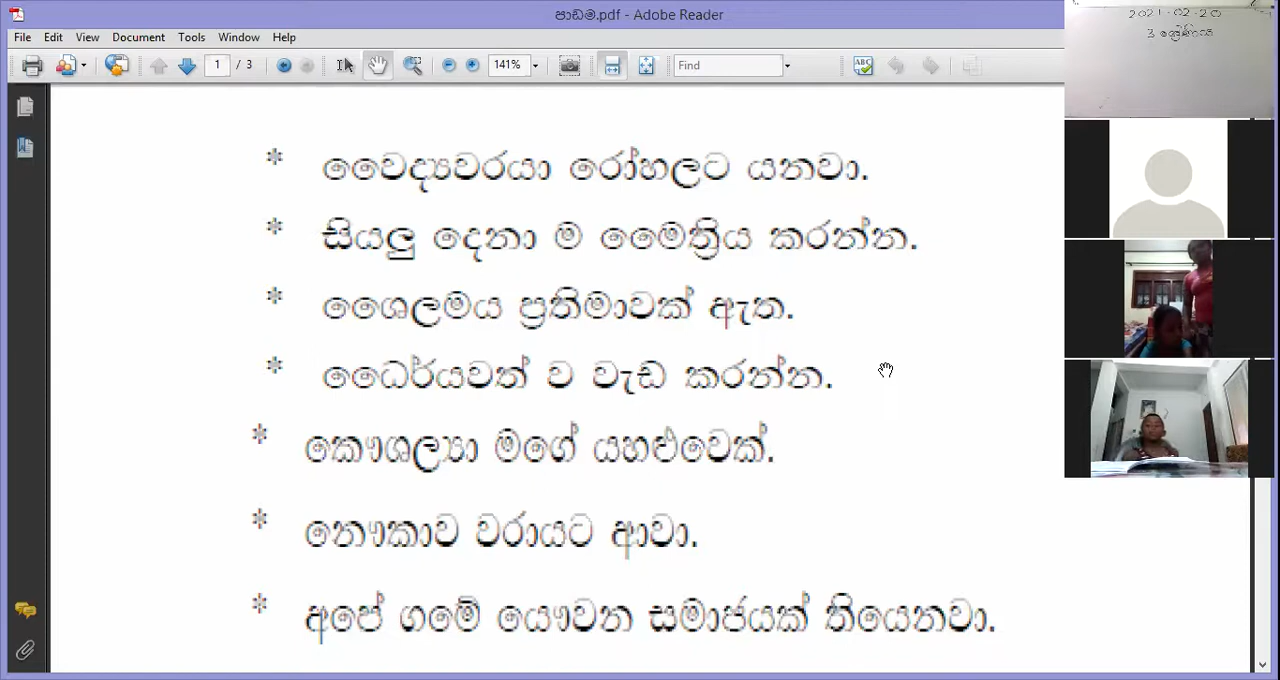 පාඩම.pdf - Adobe Reader
File Edit View Document Tools Window Help
1 / 3 141% Find
* වෛද්‍යවරයා රෝහලට යනවා.
* සියලු දෙනා ම මෛත්‍රිය කරන්න.
* ශෛලමය ප්‍රතිමාවක් ඇත.
* ධෛර්යවත් ව වැඩ කරන්න.
* කෞශල්‍යා මගේ යහළුවෙක්.
* නෞකාව වරායට ආවා.
* අපේ ගමේ යෞවන සමාජයක් තියෙනවා.
2021-02-20
3 ශ්‍රේණිය